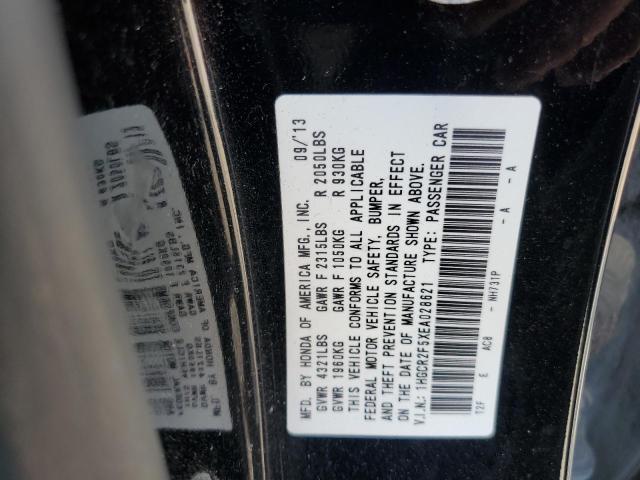 MFD. BY HONDA OF AMERICA MFG., INC. 09/'13
GVWR 4321LBS GAWR F 2315LBS R 2050LBS
GVWR 1960KG GAWR F 1050KG R 930KG
THIS VEHICLE CONFORMS TO ALL APPLICABLE
FEDERAL MOTOR VEHICLE SAFETY, BUMPER,
AND THEFT PREVENTION STANDARDS IN EFFECT
ON THE DATE OF MANUFACTURE SHOWN ABOVE.
V.I.N.: 1HGCR2F5XEA028621 TYPE: PASSENGER CAR
12F E AC8 - NH731P - A - A